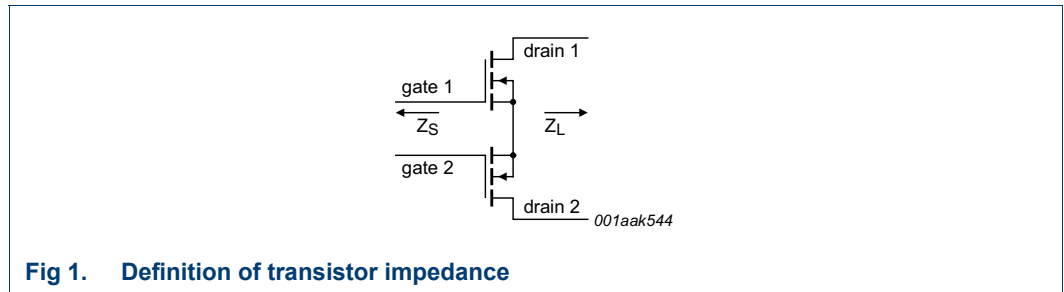 drain 1
gate 1
Z_S
Z_L
gate 2
drain 2
001aak544
Fig 1. Definition of transistor impedance